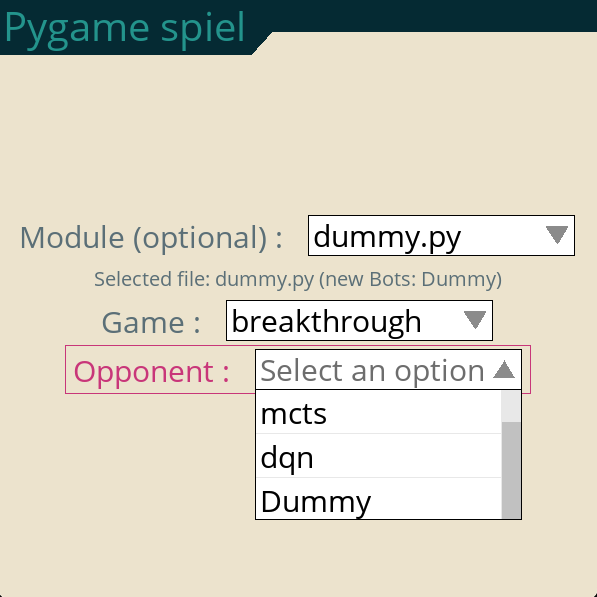 Pygame spiel
Module (optional) : dummy.py
Selected file: dummy.py (new Bots: Dummy)
Game : breakthrough
Opponent : Select an option
mcts
dqn
Dummy